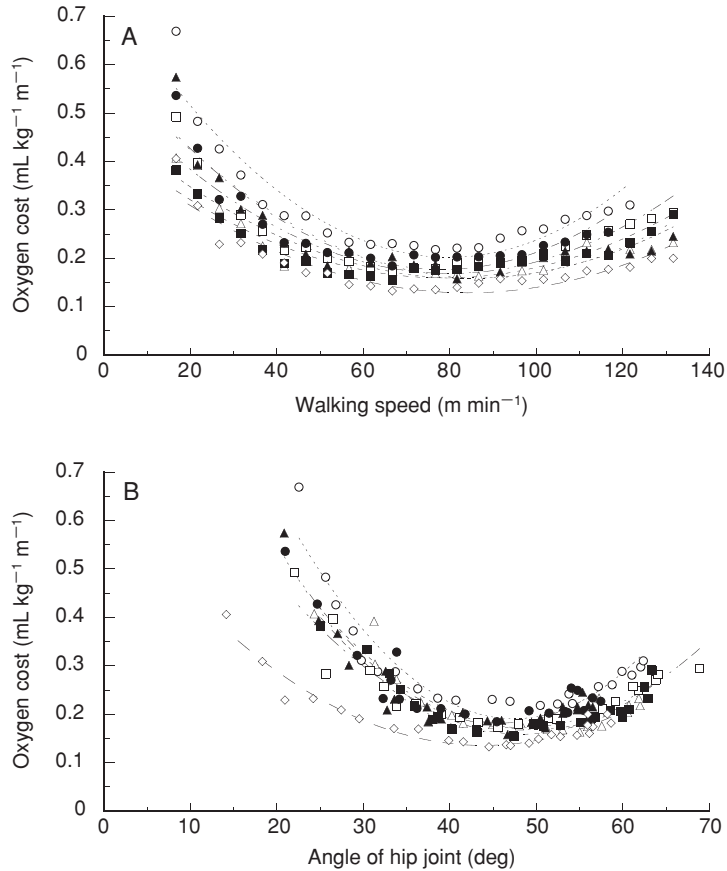 A
0.7
0.6
0.5
0.4
0.3
0.2
0.1
0
Oxygen cost (mL kg⁻¹ m⁻¹)
0 20 40 60 80 100 120 140
Walking speed (m min⁻¹)
B
0.7
0.6
0.5
0.4
0.3
0.2
0.1
0
Oxygen cost (mL kg⁻¹ m⁻¹)
0 10 20 30 40 50 60 70
Angle of hip joint (deg)